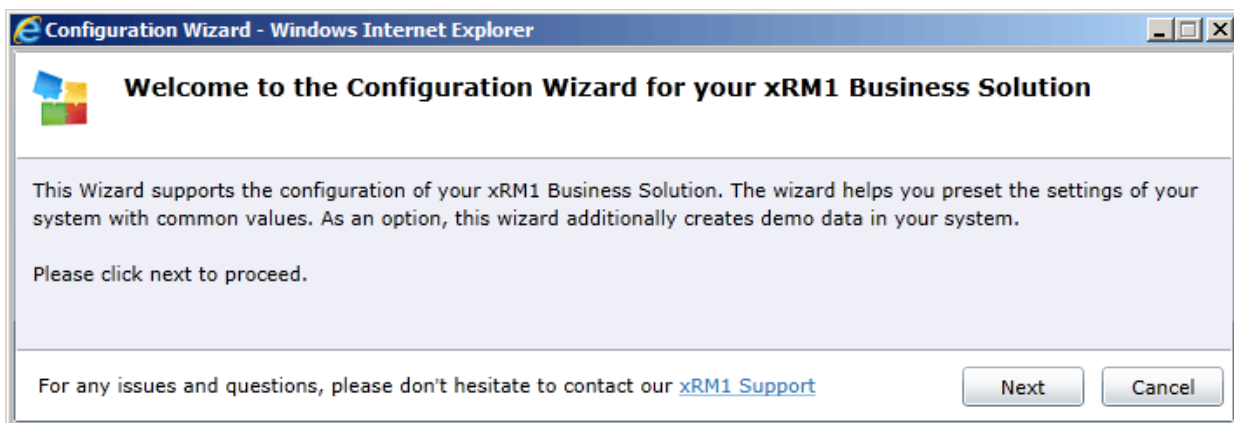 Configuration Wizard - Windows Internet Explorer
Welcome to the Configuration Wizard for your xRM1 Business Solution
This Wizard supports the configuration of your xRM1 Business Solution. The wizard helps you preset the settings of your
system with common values. As an option, this wizard additionally creates demo data in your system.
Please click next to proceed.
For any issues and questions, please don't hesitate to contact our xRM1 Support
Next
Cancel